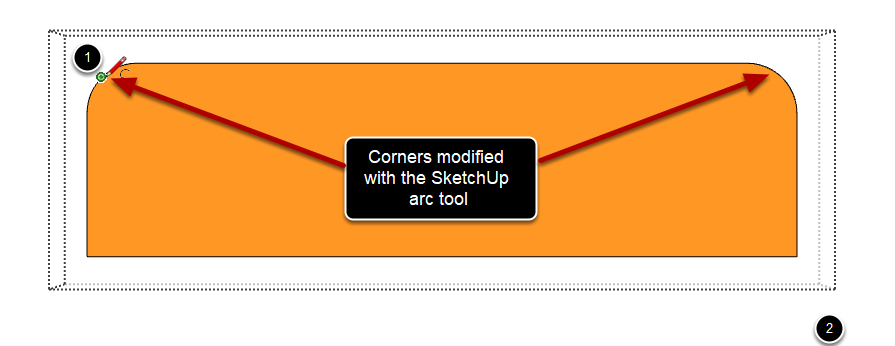 1
Corners modified
with the SketchUp
arc tool
2